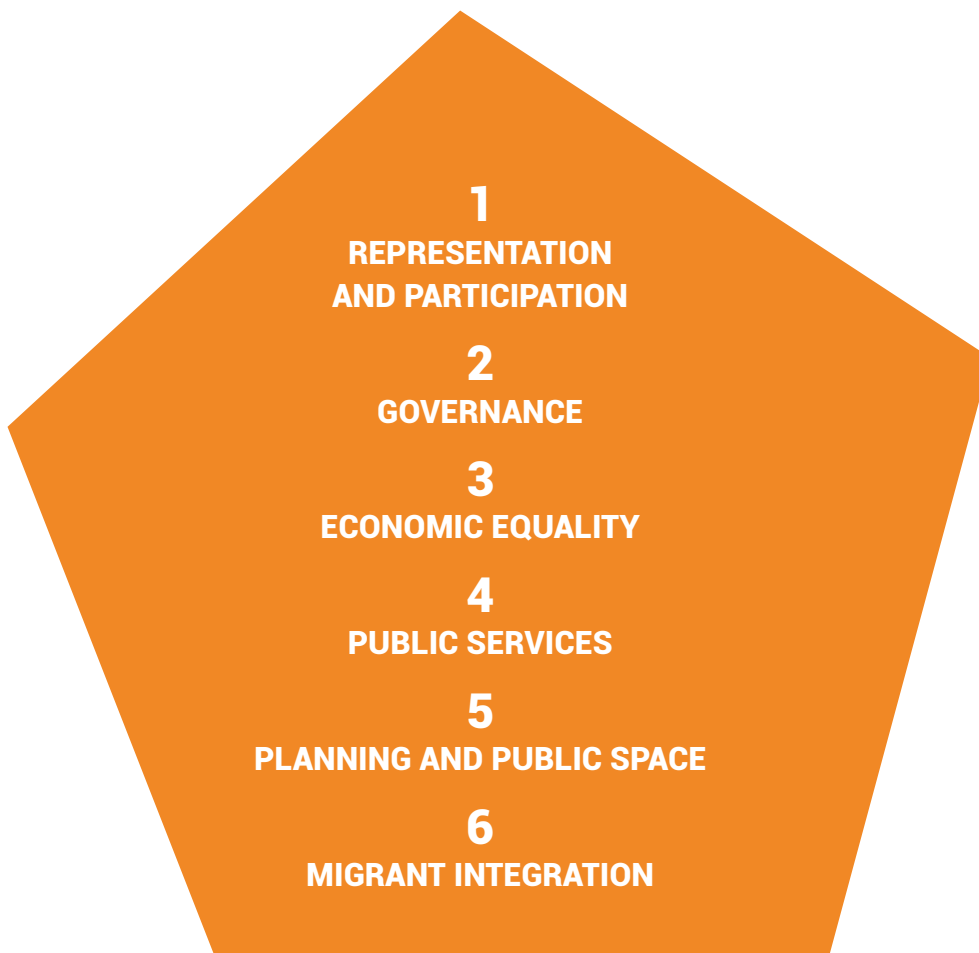 1
REPRESENTATION
AND PARTICIPATION
2
GOVERNANCE
3
ECONOMIC EQUALITY
4
PUBLIC SERVICES
5
PLANNING AND PUBLIC SPACE
6
MIGRANT INTEGRATION